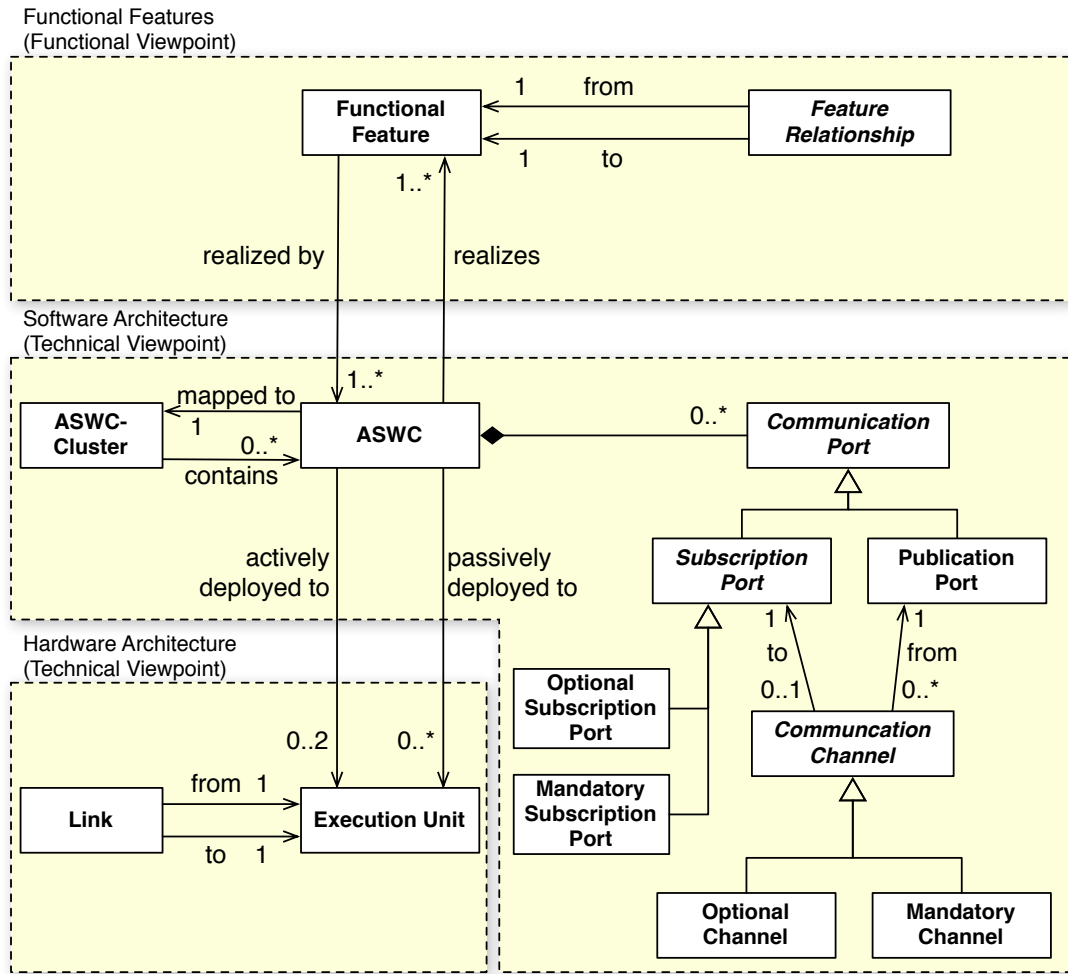 Functional Features
(Functional Viewpoint)
Functional
Feature
1
from
1
to
Feature
Relationship
1..*
realized by
realizes
Software Architecture
(Technical Viewpoint)
1..*
mapped to
1
0..*
contains
ASWC-
Cluster
ASWC
0..*
Communication
Port
actively
deployed to
passively
deployed to
Subscription
Port
Publication
Port
1
1
to
from
0..1
0..*
Optional
Subscription
Port
Mandatory
Subscription
Port
Communcation
Channel
Optional
Channel
Mandatory
Channel
Hardware Architecture
(Technical Viewpoint)
0..2
0..*
Link
from 1
to 1
Execution Unit